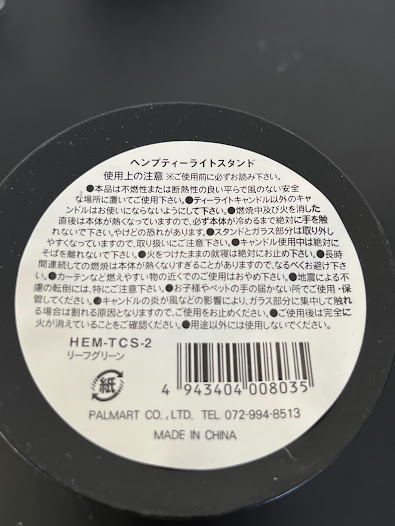 ヘンプティーライトスタンド
使用上の注意 ※ご使用前に必ずお読み下さい。
●本品は不燃性または断熱性の良い平らで風のない安全
な場所に置いてご使用下さい。●ティーライトキャンドル以外のキャ
ンドルはお使いにならないようにして下さい。●燃焼中及び火を消した
直後は本体が熱くなっていますので、必ず本体が冷めるまで絶対に手を触
れないで下さい。やけどの恐れがあります。●スタンドとガラス部分は取り外し
やすくなっていますので、取り扱いにご注意下さい。●キャンドル使用中は絶対に
そばを離れないで下さい。●火をつけたままの就寝は絶対にお止め下さい。●長時
間連続しての燃焼は本体が熱くなりすぎることがありますので、なるべくお避け下さ
い。●カーテンなど燃えやすい物の近くでのご使用はおやめ下さい。●地震による不
慮の転倒には、特にご注意下さい。●お子様やペットの手の届かない所でご使用・保
管してください。●キャンドルの炎が風などの影響により、ガラス部分に集中して触れ
る場合は割れる原因となりますので、ご使用をお止めください。●ご使用後は完全に
火が消えていることをご確認ください。●用途以外には使用しないでください。
HEM-TCS-2
リーフグリーン
紙
4 943404 008035
PALMART CO.,LTD. TEL 072-994-8513
MADE IN CHINA